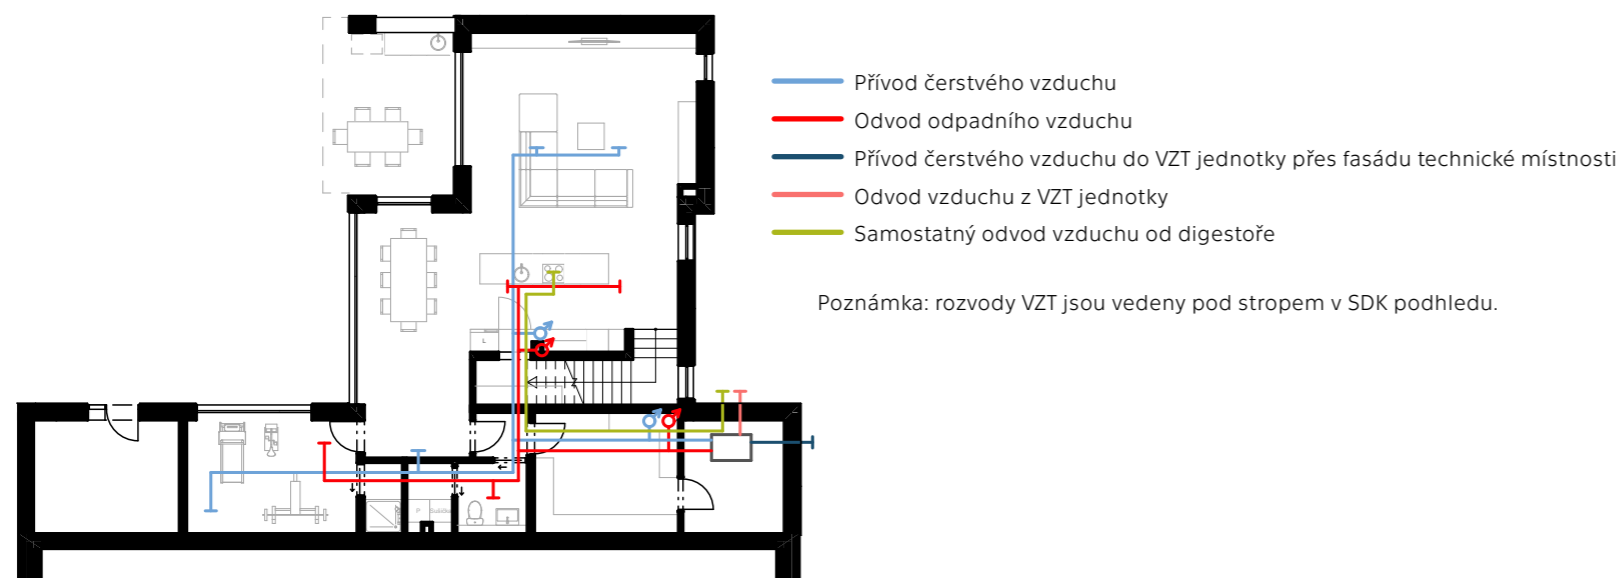 Přívod čerstvého vzduchu
Odvod odpadního vzduchu
Přívod čerstvého vzduchu do VZT jednotky přes fasádu technické místnosti
Odvod vzduchu z VZT jednotky
Samostatný odvod vzduchu od digestoře
Poznámka: rozvody VZT jsou vedeny pod stropem v SDK podhledu.
L
P Sušička